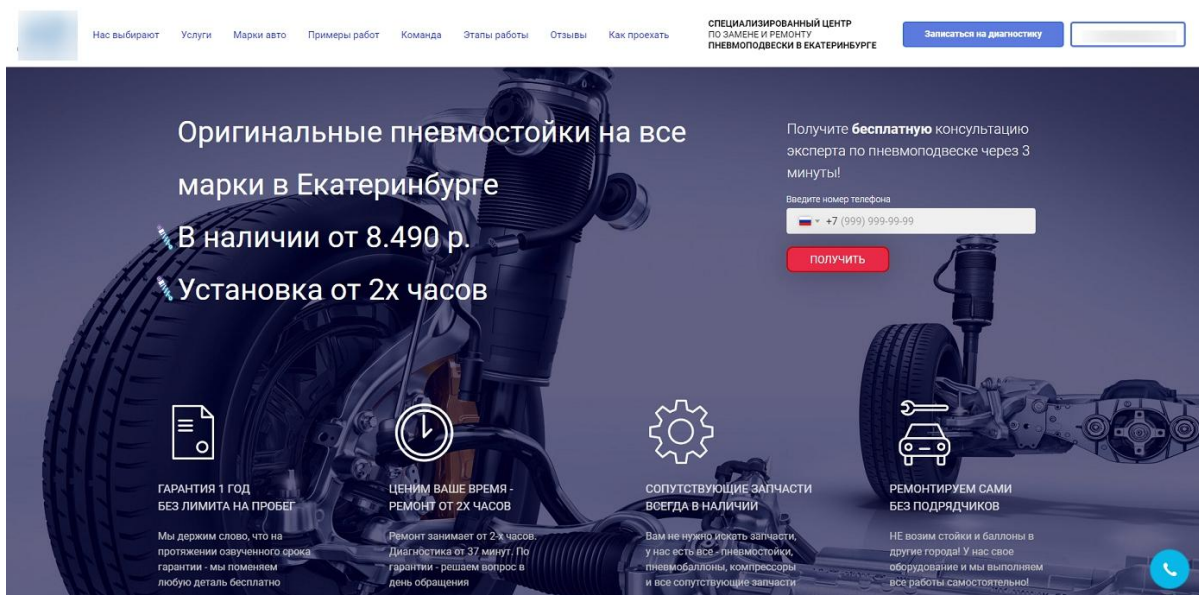 Нас выбирают
Услуги
Марки авто
Примеры работ
Команда
Этапы работы
Отзывы
Как проехать
СПЕЦИАЛИЗИРОВАННЫЙ ЦЕНТР
ПО ЗАМЕНЕ И РЕМОНТУ
ПНЕВМОПОДВЕСКИ В ЕКАТЕРИНБУРГЕ
Записаться на диагностику
Оригинальные пневмостойки на все
марки в Екатеринбурге
В наличии от 8.490 р.
Установка от 2х часов
Получите бесплатную консультацию
эксперта по пневмоподвеске через 3
минуты!
Введите номер телефона
+7 (999) 999-99-99
ПОЛУЧИТЬ
ГАРАНТИЯ 1 ГОД
БЕЗ ЛИМИТА НА ПРОБЕГ
Мы держим слово, что на
протяжении озвученного срока
гарантии - мы поменяем
любую деталь бесплатно
ЦЕНИМ ВАШЕ ВРЕМЯ -
РЕМОНТ ОТ 2Х ЧАСОВ
Ремонт занимает от 2-х часов.
Диагностика от 37 минут. По
гарантии - решаем вопрос в
день обращения
СОПУТСТВУЮЩИЕ ЗАПЧАСТИ
ВСЕГДА В НАЛИЧИИ
Вам не нужно искать запчасти,
у нас есть все - пневмостойки,
пневмобаллоны, компрессоры
и все сопутствующие запчасти
РЕМОНТИРУЕМ САМИ
БЕЗ ПОДРЯДЧИКОВ
НЕ возим стойки и баллоны в
другие города! У нас свое
оборудование и мы выполняем
все работы самостоятельно!